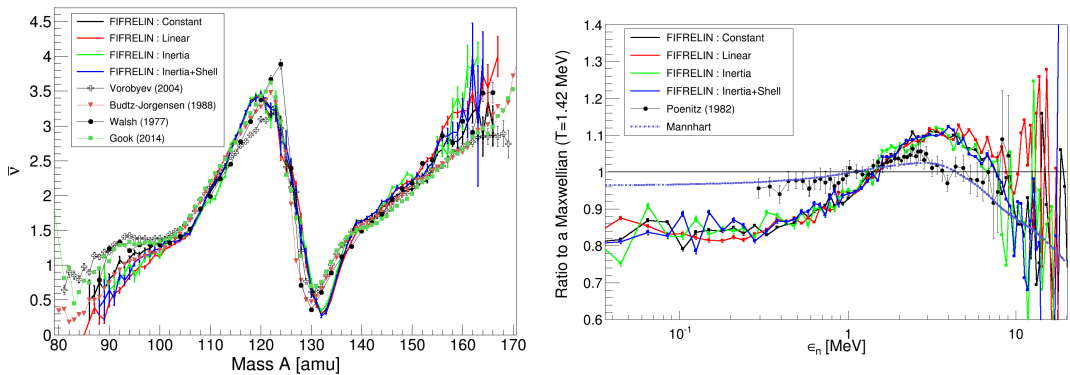 4.5
4
3.5
3
2.5
2
1.5
1
0.5
0
ν̅
FIFRELIN : Constant
FIFRELIN : Linear
FIFRELIN : Inertia
FIFRELIN : Inertia+Shell
Vorobyev (2004)
Budtz-Jorgensen (1988)
Walsh (1977)
Gook (2014)
80 90 100 110 120 130 140 150 160 170
Mass A [amu]
Ratio to a Maxwellian (T=1.42 MeV)
1.4
1.3
1.2
1.1
1
0.9
0.8
0.7
0.6
FIFRELIN : Constant
FIFRELIN : Linear
FIFRELIN : Inertia
FIFRELIN : Inertia+Shell
Poenitz (1982)
Mannhart
10⁻¹ 1 10
ϵₙ [MeV]